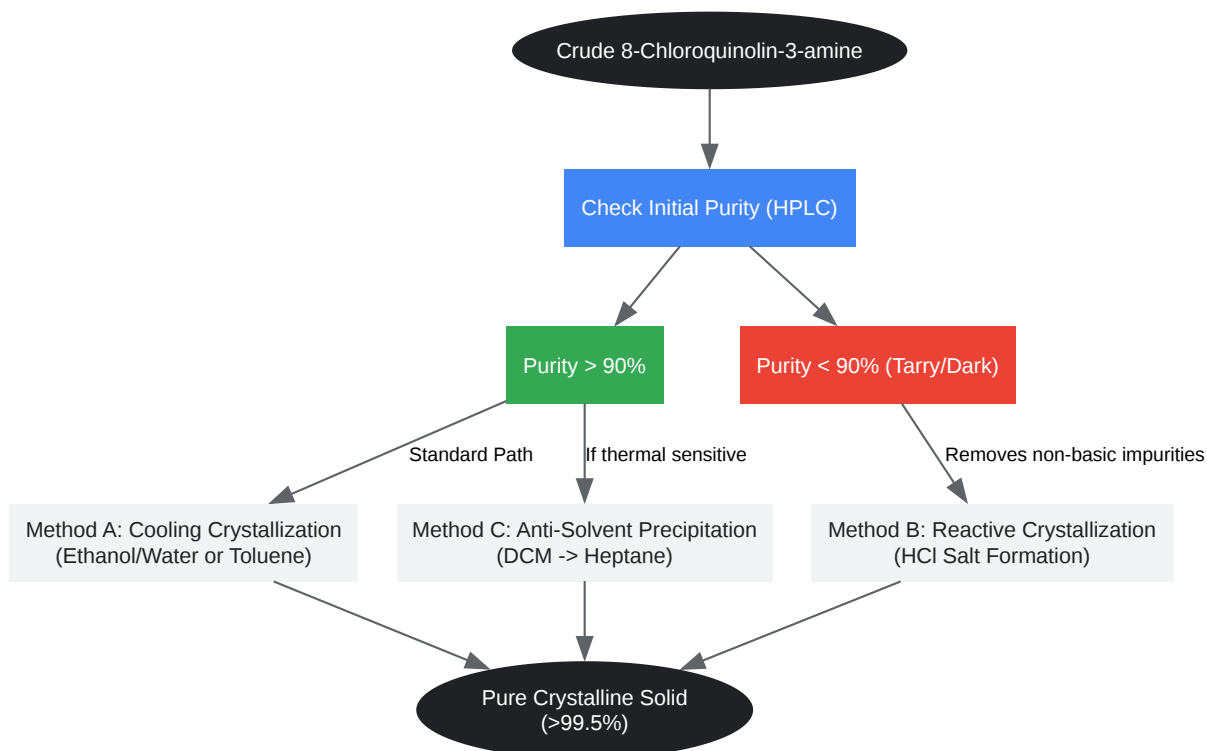 Crude 8-Chloroquinolin-3-amine
Check Initial Purity (HPLC)
Purity > 90%
Purity < 90% (Tarry/Dark)
Standard Path
If thermal sensitive
Removes non-basic impurities
Method A: Cooling Crystallization
(Ethanol/Water or Toluene)
Method C: Anti-Solvent Precipitation
(DCM -> Heptane)
Method B: Reactive Crystallization
(HCl Salt Formation)
Pure Crystalline Solid
(>99.5%)